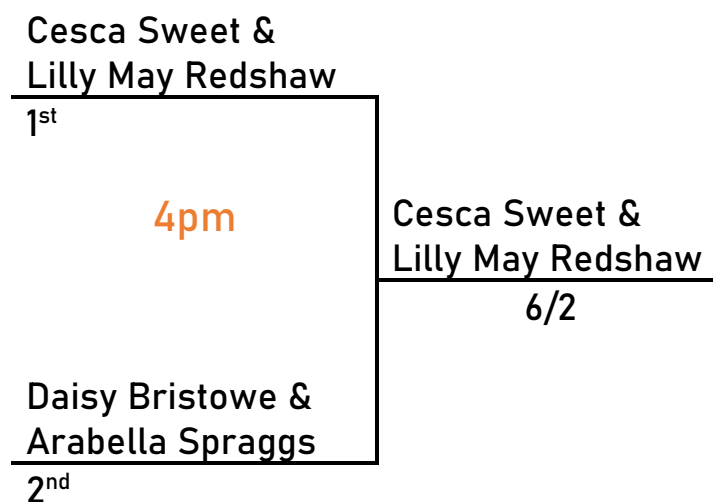 Cesca Sweet &
Lilly May Redshaw
1st
4pm
Cesca Sweet &
Lilly May Redshaw
6/2
Daisy Bristowe &
Arabella Spraggs
2nd